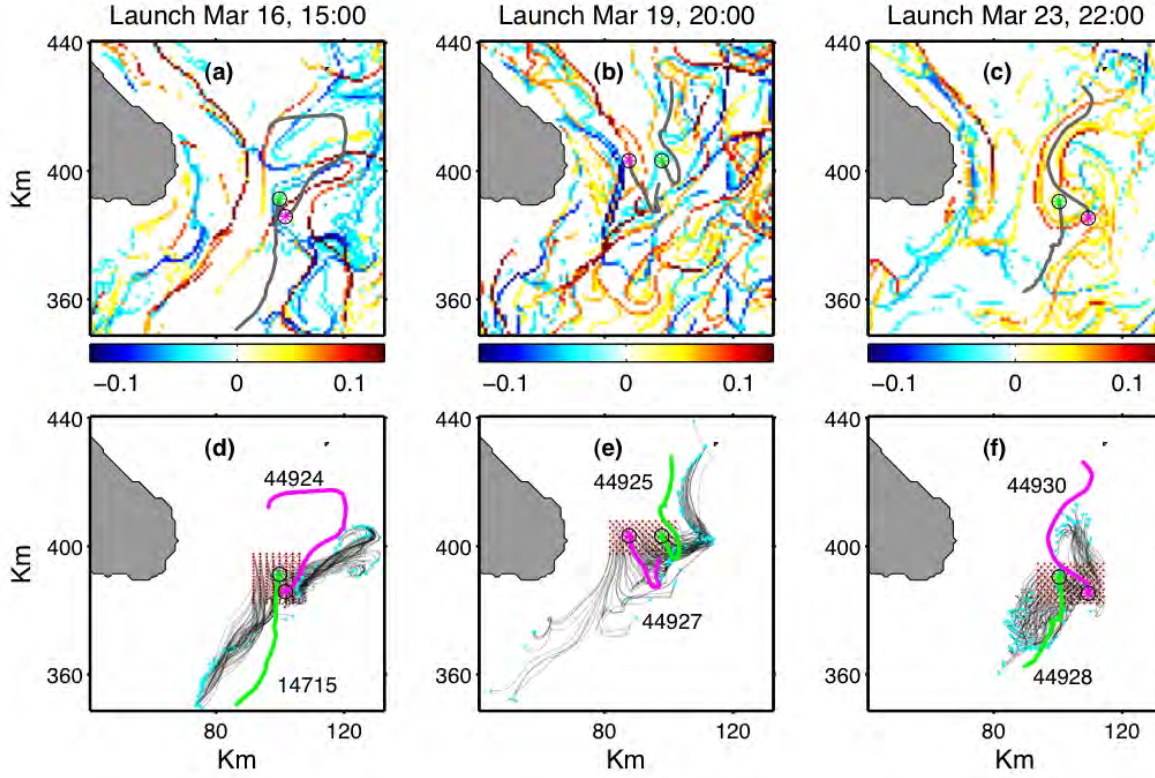 Launch Mar 16, 15:00 Launch Mar 19, 20:00 Launch Mar 23, 22:00
440 440 440
(a) (b) (c)
Km
400 400 400
360 360 360
−0.1 0 0.1 −0.1 0 0.1 −0.1 0 0.1
440 440 440
(d) (e) (f)
44924 44925 44930
Km
400 400 400
44927
14715 44928
360 360 360
80 120 80 120 80 120
Km Km Km